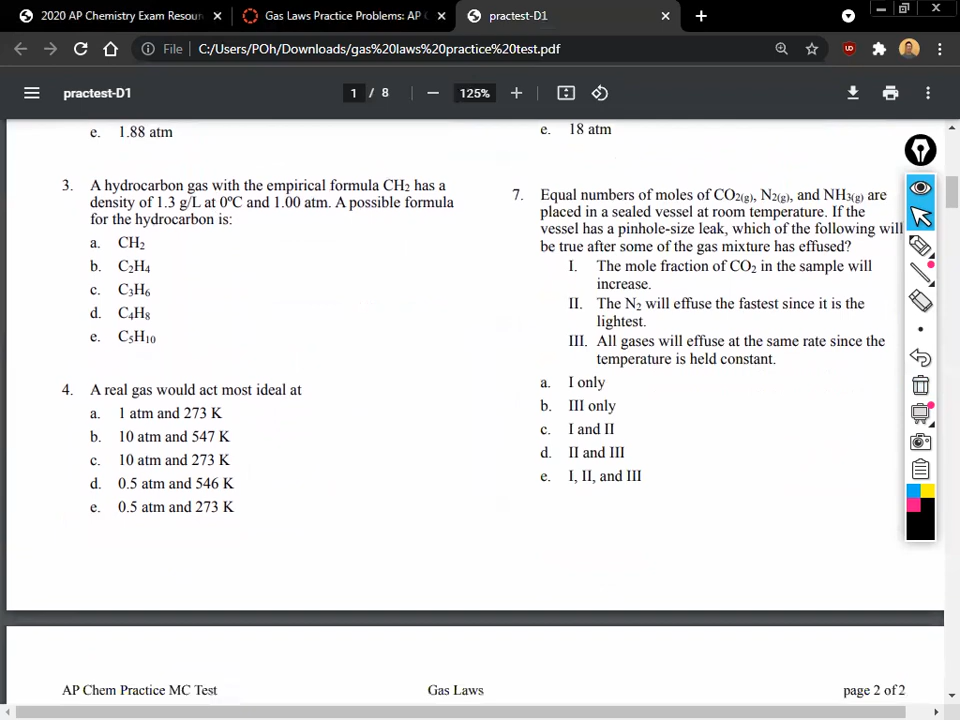 2020 AP Chemistry Exam Resour
Gas Laws Practice Problems: AP C
practest-D1
File
C:/Users/POh/Downloads/gas%20laws%20practice%20test.pdf
practest-D1
1 / 8
125%
e. 1.88 atm
3. A hydrocarbon gas with the empirical formula CH₂ has a
density of 1.3 g/L at 0ºC and 1.00 atm. A possible formula
for the hydrocarbon is:
a. CH₂
b. C₂H₄
c. C₃H₆
d. C₄H₈
e. C₅H₁₀
4. A real gas would act most ideal at
a. 1 atm and 273 K
b. 10 atm and 547 K
c. 10 atm and 273 K
d. 0.5 atm and 546 K
e. 0.5 atm and 273 K
e. 18 atm
7. Equal numbers of moles of CO₂(g), N₂(g), and NH₃(g) are
placed in a sealed vessel at room temperature. If the
vessel has a pinhole-size leak, which of the following will
be true after some of the gas mixture has effused?
I. The mole fraction of CO₂ in the sample will
increase.
II. The N₂ will effuse the fastest since it is the
lightest.
III. All gases will effuse at the same rate since the
temperature is held constant.
a. I only
b. III only
c. I and II
d. II and III
e. I, II, and III
AP Chem Practice MC Test
Gas Laws
page 2 of 2